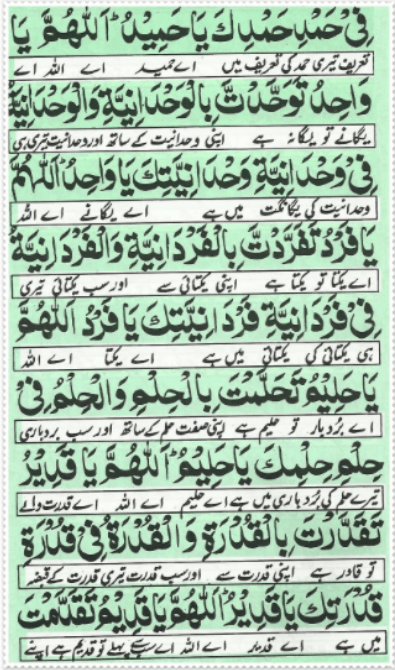 فِیْ حَمْدِ حَمْدِكَ یَا حَمِیْدُ اَللّٰهُمَّ یَا
تعریف تیری حمد کی تعریف میں اے حمید اے اللہ اے
وَاحِدُ تَوَحَّدْتَّ بِالْوَحْدَانِیَّةِ وَالْوَحْدَانِیَّةُ
یگانے تو یگانہ ہے اپنی وحدانیت کے ساتھ اور وحدانیت تیری ہی
فِیْ وَحْدَانِیَّةِ وَحْدَانِیَّتِكَ یَا وَاحِدُ اَللّٰهُمَّ
وحدانیت کی یگانگت میں ہے اے یگانے اے اللہ
یَا فَرْدُ تَفَرَّدْتَّ بِالْفَرْدَانِیَّةِ وَالْفَرْدَانِیَّةُ
اے یکتا تو یکتا ہے اپنی یکتائی سے اور سب یکتائی تیری
فِیْ فَرْدَانِیَّةِ فَرْدَانِیَّتِكَ یَا فَرْدُ اَللّٰهُمَّ
ہی یکتائی کی یکتائی میں ہے اے یکتا اے اللہ
یَا حَلِیْمُ تَحَلَّمْتَ بِالْحِلْمِ وَالْحِلْمُ فِیْ
اے بردبار تو حلیم ہے اپنی صفت حلم کے ساتھ اور سب بردباری
حِلْمِ حِلْمِكَ یَا حَلِیْمُ اَللّٰهُمَّ یَا قَدِیْرُ
تیرے حلم کی بُردباری میں ہے اے حلیم اے اللہ اے قدرت والے
تَقَدَّرْتَ بِالْقُدْرَةِ وَالْقُدْرَةُ فِیْ قُدْرَةِ
تو قادر ہے اپنی قدرت سے اور سب قدرت تیری قدرت کے قبضہ
قُدْرَتِكَ یَا قَدِیْرُ اَللّٰهُمَّ یَا قَدِیْمُ تَقَدَّمْتَ
میں ہے اے قدیر اے اللہ اے سب سے پہلے تو قدیم ہے اپنے